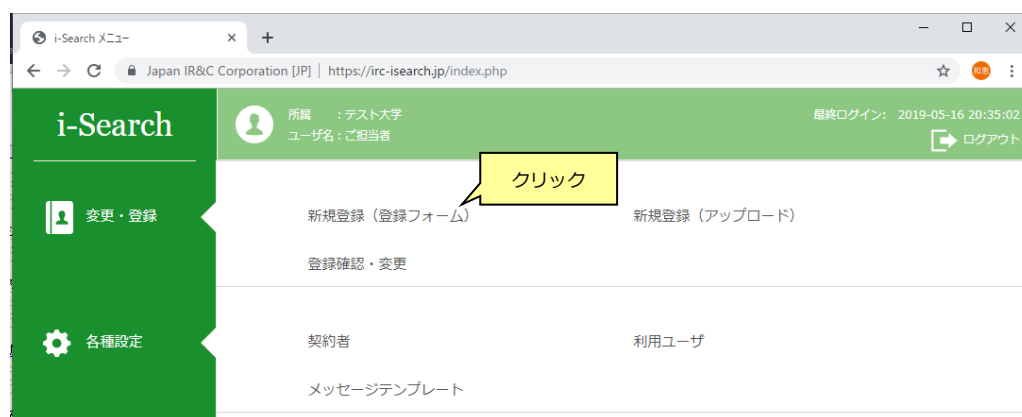 i-Search メニュー
Japan IR&C Corporation [JP] | https://irc-isearch.jp/index.php
和恵
i-Search
所属 : テスト大学
ユーザ名 : ご担当者
最終ログイン: 2019-05-16 20:35:02
ログアウト
クリック
変更・登録
新規登録（登録フォーム） 新規登録（アップロード）
登録確認・変更
各種設定
契約者 利用ユーザ
メッセージテンプレート